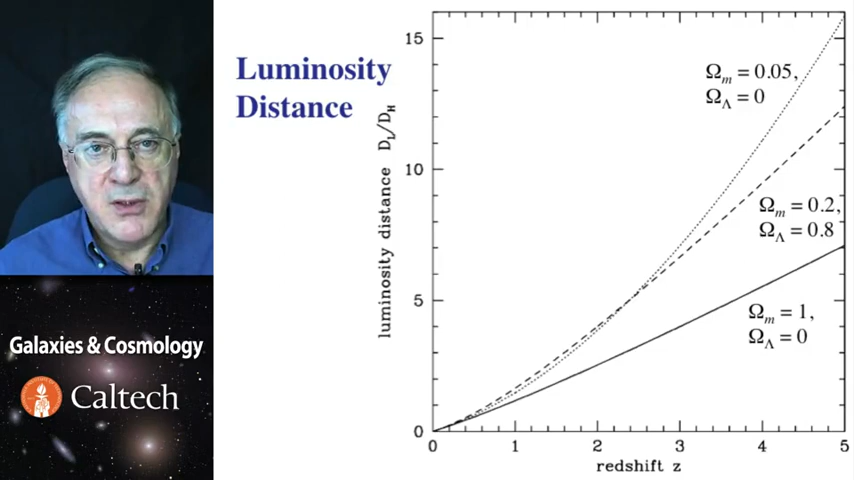 Luminosity
Distance
Galaxies & Cosmology
Caltech
luminosity distance D_L/D_H
15
10
5
0
Ω_m = 0.05,
Ω_Λ = 0
Ω_m = 0.2,
Ω_Λ = 0.8
Ω_m = 1,
Ω_Λ = 0
0 1 2 3 4 5
redshift z